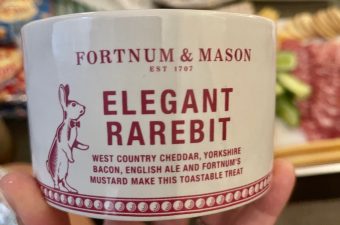 FORTNUM & MASON
EST 1707
ELEGANT
RAREBIT
WEST COUNTRY CHEDDAR, YORKSHIRE
BACON, ENGLISH ALE AND FORTNUM'S
MUSTARD MAKE THIS TOASTABLE TREAT